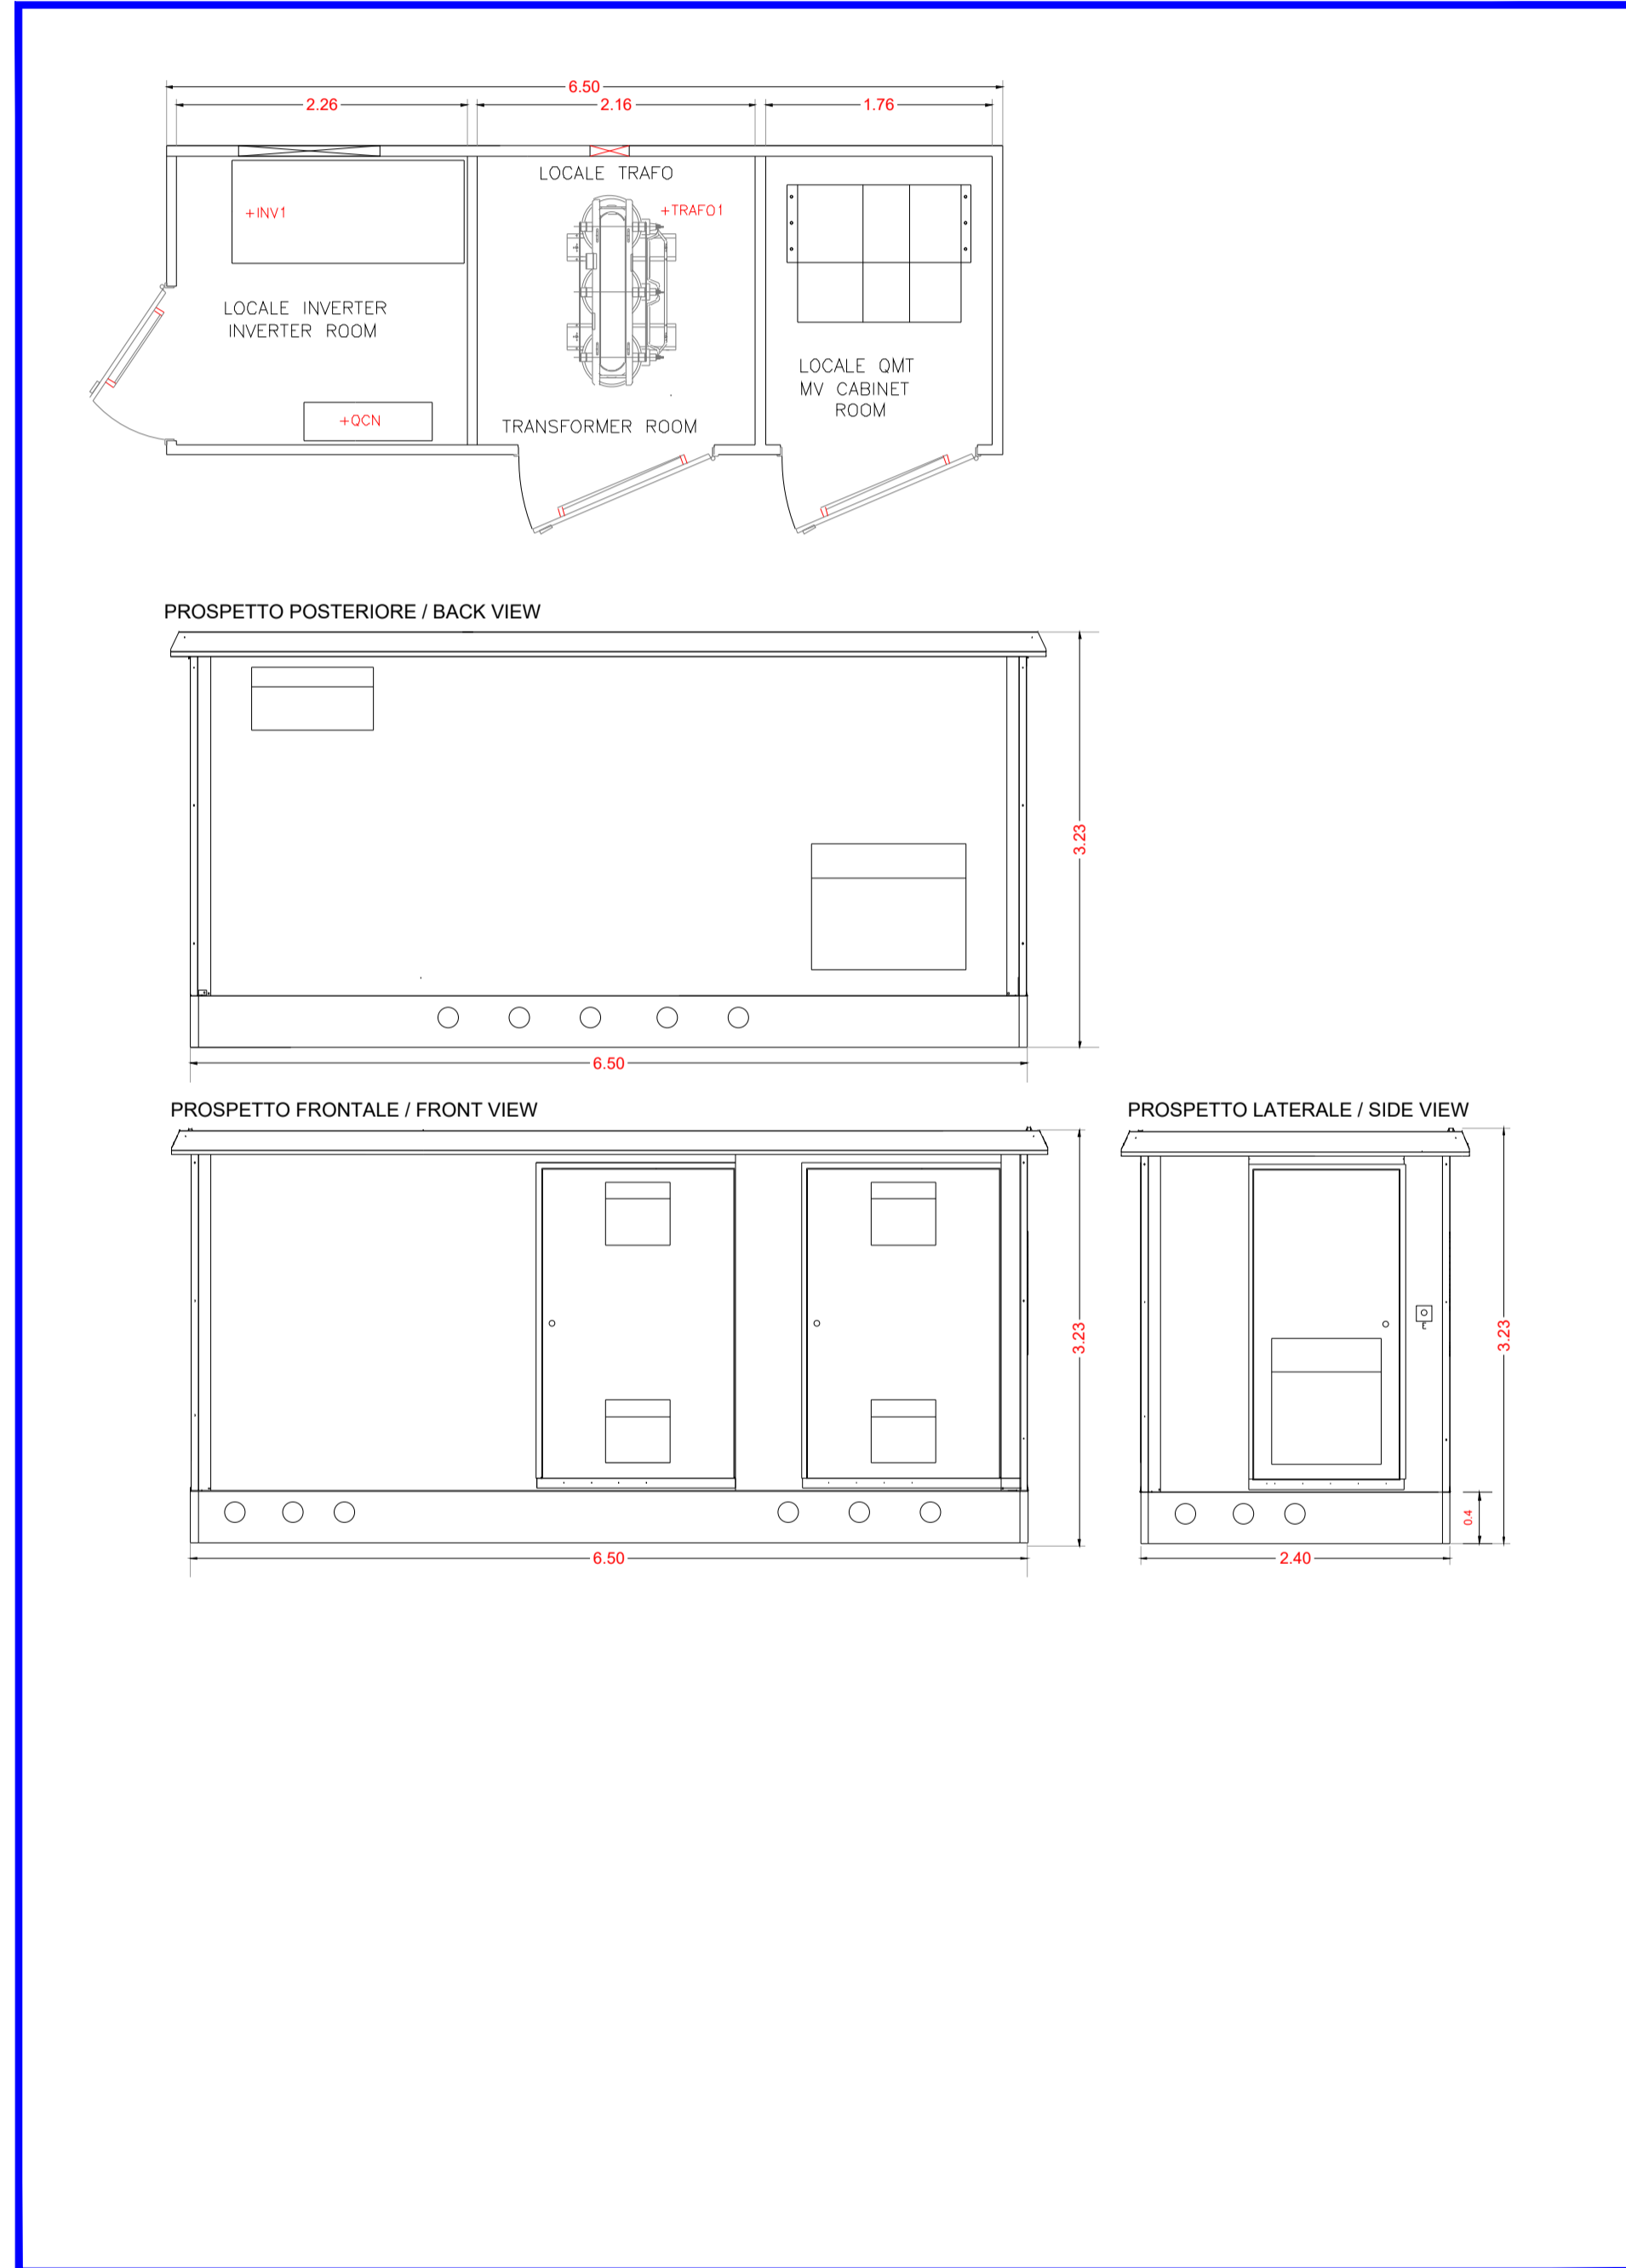 6.50
2.26
2.16
1.76
LOCALE TRAFO
+INV1
+TRAFO1
LOCALE INVERTER
INVERTER ROOM
LOCALE QMT
MV CABINET
ROOM
+QCN
TRANSFORMER ROOM
PROSPETTO POSTERIORE / BACK VIEW
3.23
6.50
PROSPETTO FRONTALE / FRONT VIEW
3.23
6.50
PROSPETTO LATERALE / SIDE VIEW
3.23
0.4
2.40